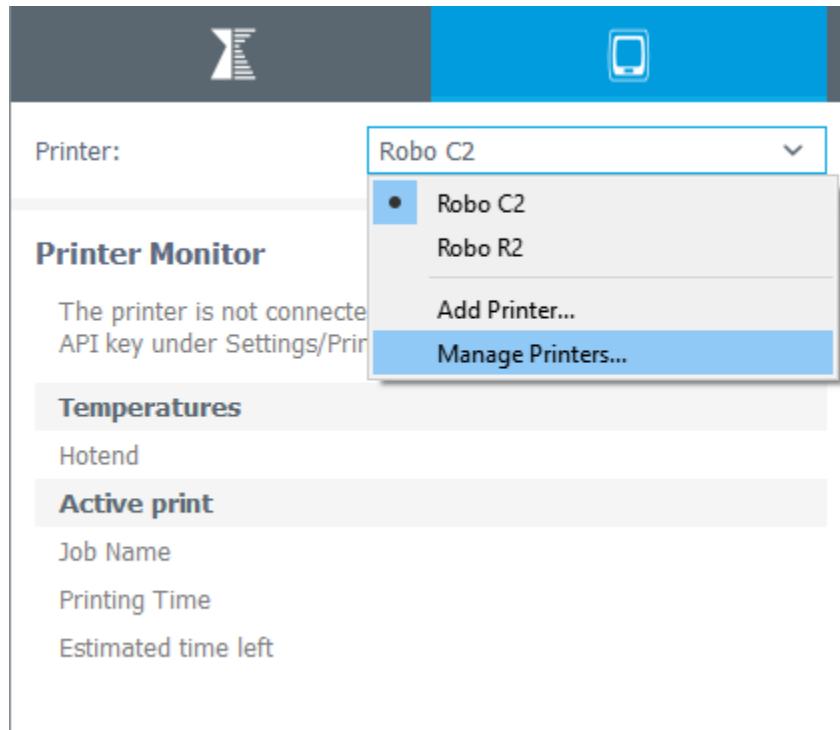 Printer:
Robo C2
Robo C2
Robo R2
Add Printer...
Manage Printers...
Printer Monitor
The printer is not connecte
API key under Settings/Prin
Temperatures
Hotend
Active print
Job Name
Printing Time
Estimated time left